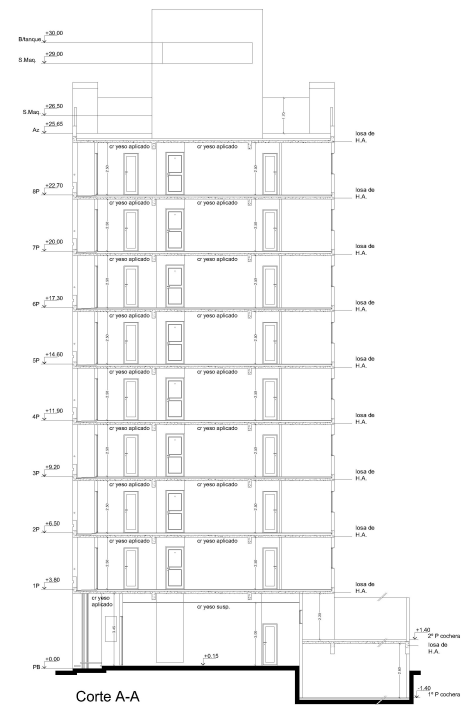 B/tanque +30,00
S.Maq. +29,00
S.Maq. +26,50
Az +25,65
losa de
H.A.
cr yeso aplicado cr yeso aplicado
8P +22,70
losa de
H.A.
cr yeso aplicado cr yeso aplicado
7P +20,00
losa de
H.A.
cr yeso aplicado cr yeso aplicado
6P +17,30
losa de
H.A.
cr yeso aplicado cr yeso aplicado
5P +14,60
losa de
H.A.
cr yeso aplicado cr yeso aplicado
4P +11,90
losa de
H.A.
cr yeso aplicado cr yeso aplicado
3P +9,20
losa de
H.A.
cr yeso aplicado cr yeso aplicado
2P +6,50
losa de
H.A.
cr yeso aplicado cr yeso aplicado
1P +3,80
losa de
H.A.
cr yeso
aplicado
cr yeso susp.
+1.40
2º P cochera
losa de
H.A.
PB +0,00
+0.15
-1.40
1º P cochera
Corte A-A